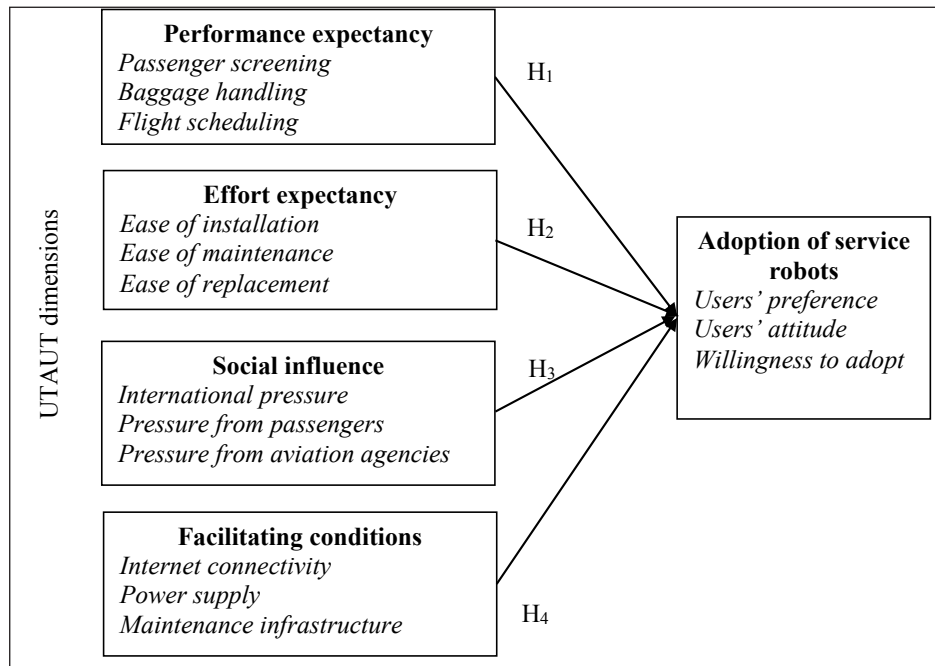 UTAUT dimensions
Performance expectancy
Passenger screening
Baggage handling
Flight scheduling
H1
Effort expectancy
Ease of installation
Ease of maintenance
Ease of replacement
H2
Social influence
International pressure
Pressure from passengers
Pressure from aviation agencies
H3
Facilitating conditions
Internet connectivity
Power supply
Maintenance infrastructure
H4
Adoption of service
robots
Users’ preference
Users’ attitude
Willingness to adopt